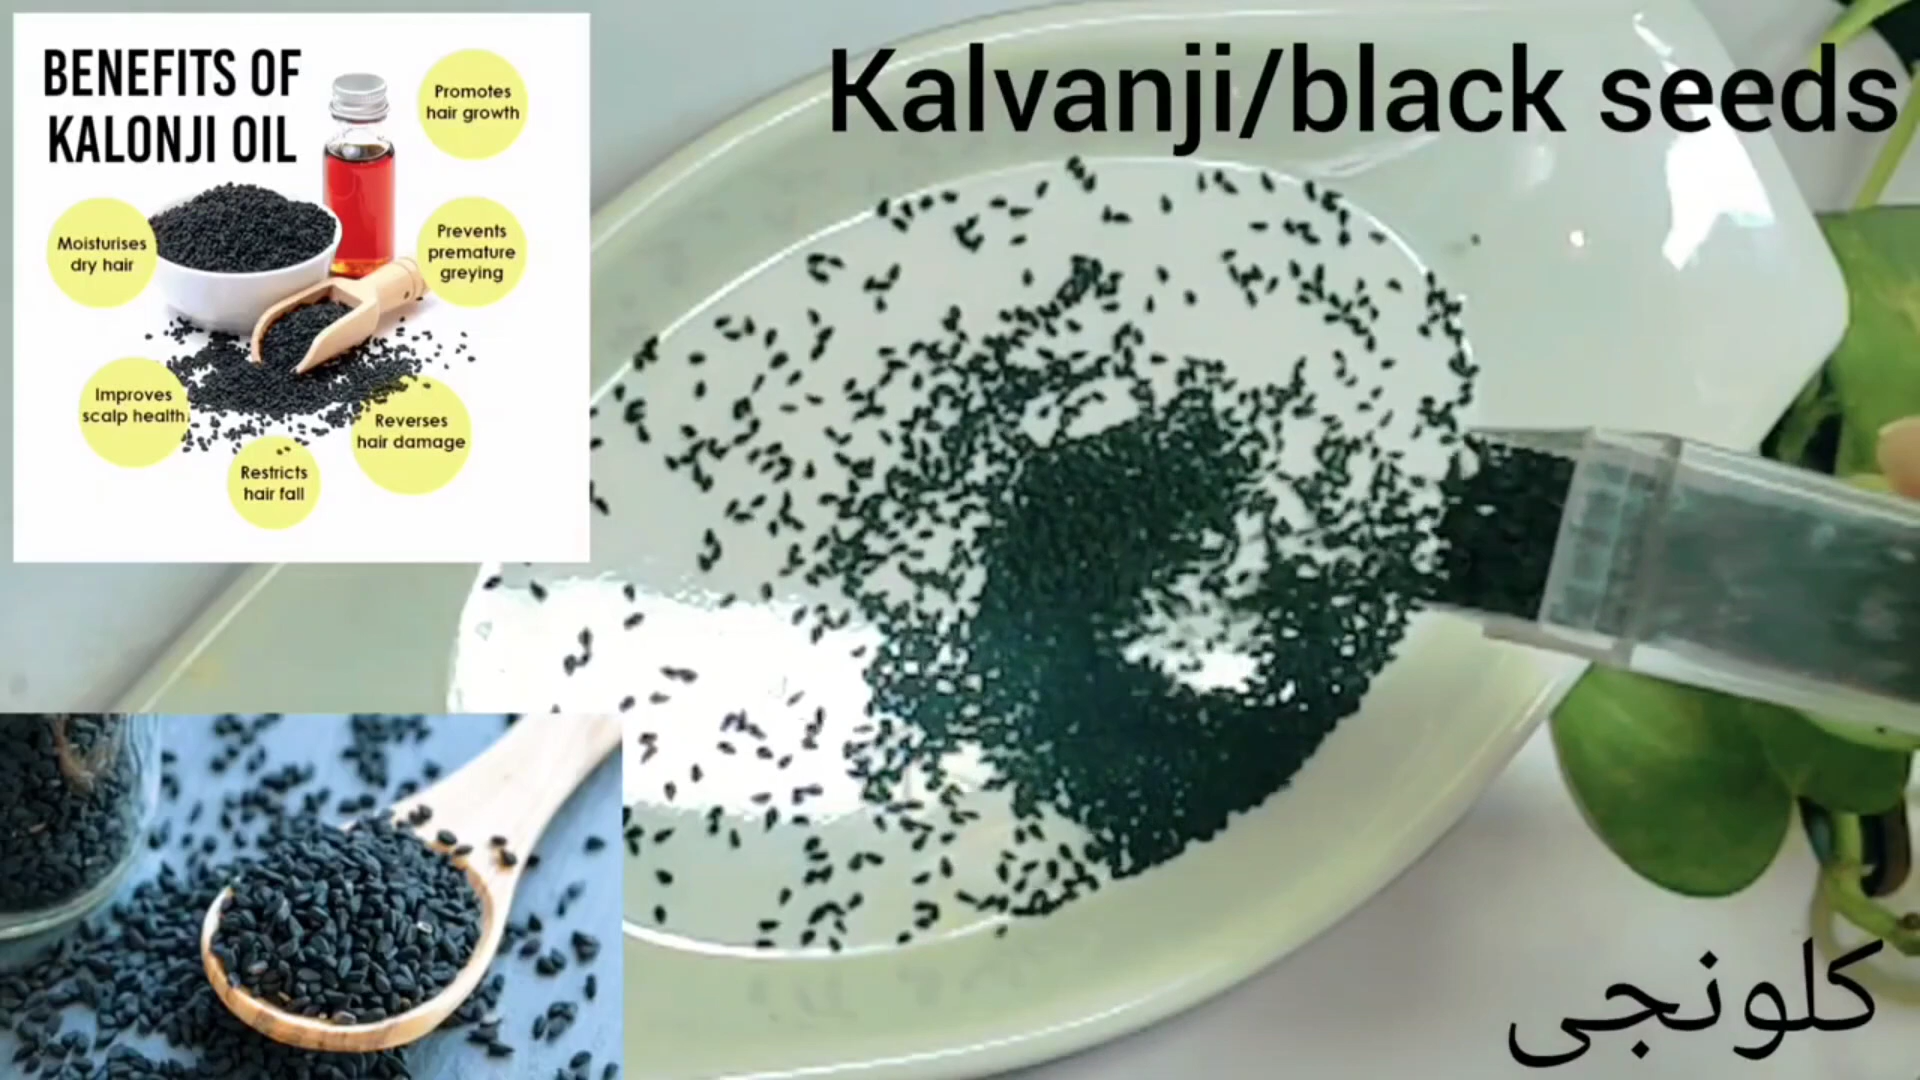 BENEFITS OF
KALONJI OIL
Promotes
hair growth
Moisturises
dry hair
Prevents
premature
greying
Improves
scalp health
Reverses
hair damage
Restricts
hair fall
Kalvanji/black seeds
کلونجی